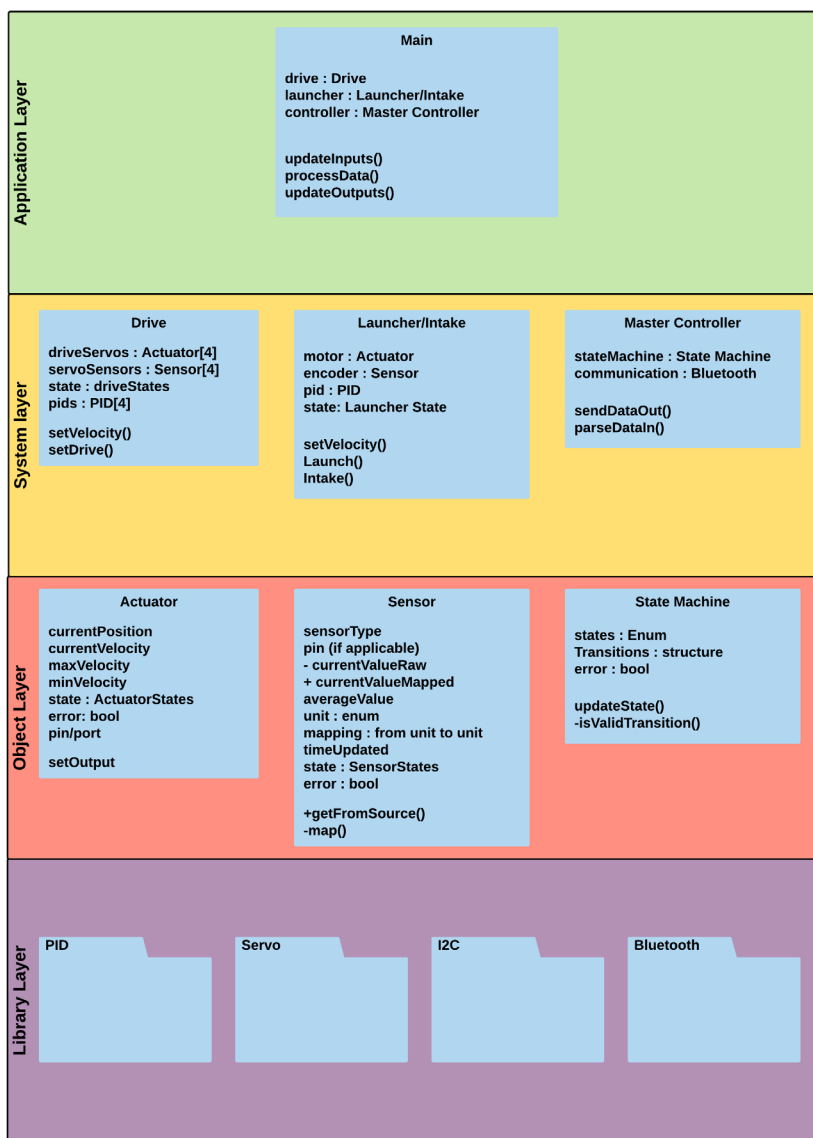 Application Layer
Main
drive : Drive
launcher : Launcher/Intake
controller : Master Controller
updateInputs()
processData()
updateOutputs()
System layer
Drive
driveServos : Actuator[4]
servoSensors : Sensor[4]
state : driveStates
pids : PID[4]
setVelocity()
setDrive()
Launcher/Intake
motor : Actuator
encoder : Sensor
pid : PID
state: Launcher State
setVelocity()
Launch()
Intake()
Master Controller
stateMachine : State Machine
communication : Bluetooth
sendDataOut()
parseDataIn()
Object Layer
Actuator
currentPosition
currentVelocity
maxVelocity
minVelocity
state : ActuatorStates
error: bool
pin/port
setOutput
Sensor
sensorType
pin (if applicable)
- currentValueRaw
+ currentValueMapped
averageValue
unit : enum
mapping : from unit to unit
timeUpdated
state : SensorStates
error : bool
+getFromSource()
-map()
State Machine
states : Enum
Transitions : structure
error : bool
updateState()
-isValidTransition()
Library Layer
PID
Servo
I2C
Bluetooth